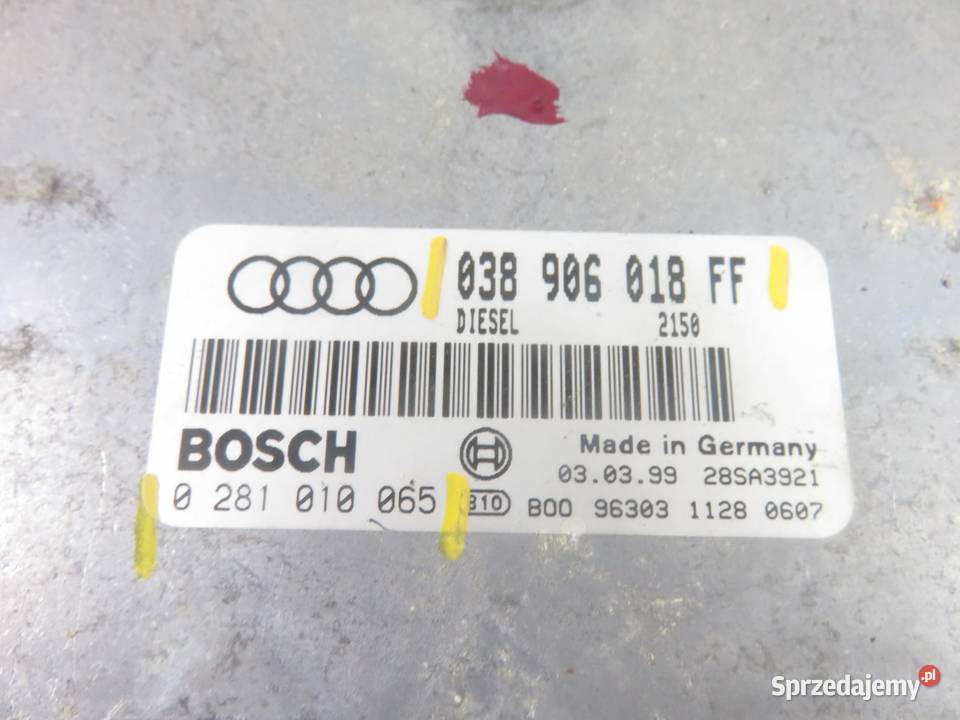 038 906 018 FF
DIESEL 2150
BOSCH
Made in Germany
03.03.99 28SA3921
0 281 010 065 B10 B00 96303 1128 0607
Sprzedajemy.pl